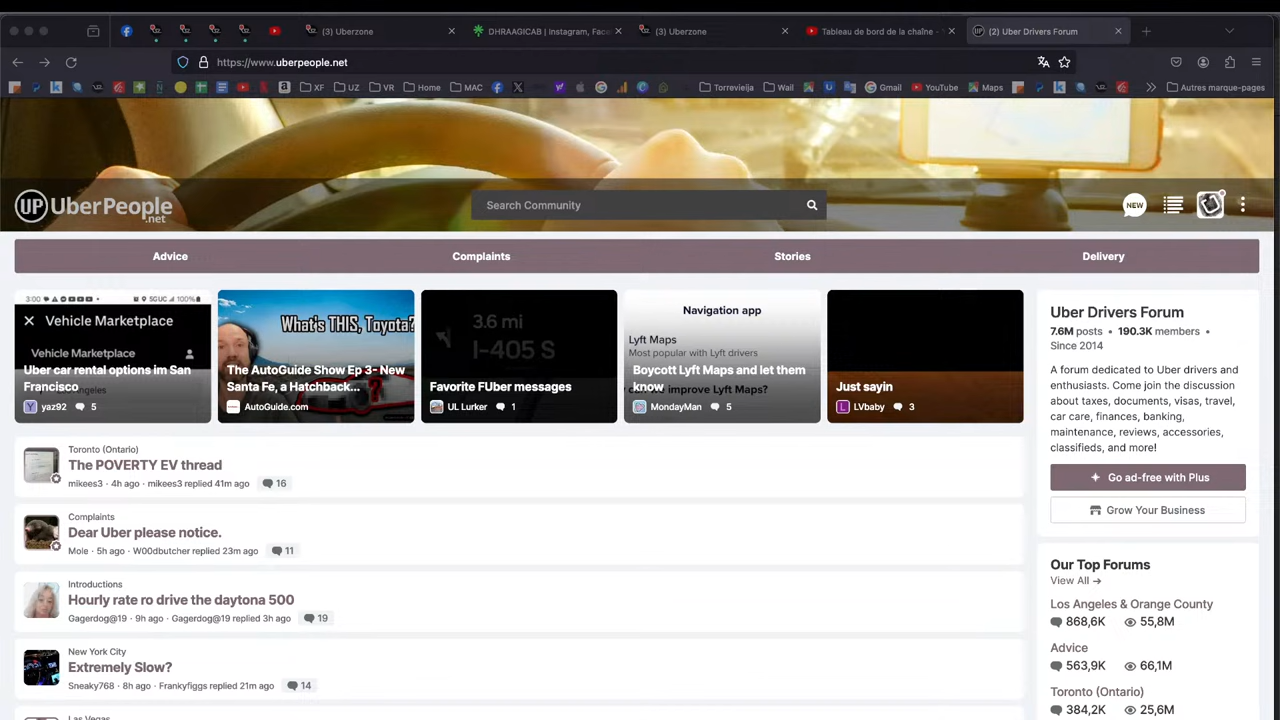 (3) Uberzone
DHRAAGICAB | Instagram, Face
(3) Uberzone
Tableau de bord de la chaîne -
(2) Uber Drivers Forum
https://www.uberpeople.net
XF
UZ
VR
Home
MAC
Torrevieja
Wail
Gmail
YouTube
Maps
Autres marque-pages
UP UberPeople
.net
Search Community
NEW
Advice
Complaints
Stories
Delivery
3:00
5GUC 100%
Vehicle Marketplace
Vehicle Marketplace
Uber car rental options im San
Francisco
Y yaz92 5
What's THIS, Toyota?
The AutoGuide Show Ep 3- New
Santa Fe, a Hatchback...
AutoGuide.com
3.6 mi
I-405 S
Favorite FUber messages
UL Lurker 1
Navigation app
Lyft Maps
Most popular with Lyft drivers
Boycott Lyft Maps and let them
know
improve Lyft Maps?
MondayMan 5
Just sayin
L LVbaby 3
Toronto (Ontario)
The POVERTY EV thread
mikees3 · 4h ago · mikees3 replied 41m ago 16
Complaints
Dear Uber please notice.
Mole · 5h ago · W00dbutcher replied 23m ago 11
Introductions
Hourly rate ro drive the daytona 500
Gagerdog@19 · 9h ago · Gagerdog@19 replied 3h ago 19
New York City
Extremely Slow?
Sneaky768 · 8h ago · Frankyfiggs replied 21m ago 14
Las Vegas
Uber Drivers Forum
7.6M posts • 190.3K members •
Since 2014
A forum dedicated to Uber drivers and
enthusiasts. Come join the discussion
about taxes, documents, visas, travel,
car care, finances, banking,
maintenance, reviews, accessories,
classifieds, and more!
Go ad-free with Plus
Grow Your Business
Our Top Forums
View All →
Los Angeles & Orange County
868,6K 55,8M
Advice
563,9K 66,1M
Toronto (Ontario)
384,2K 25,6M